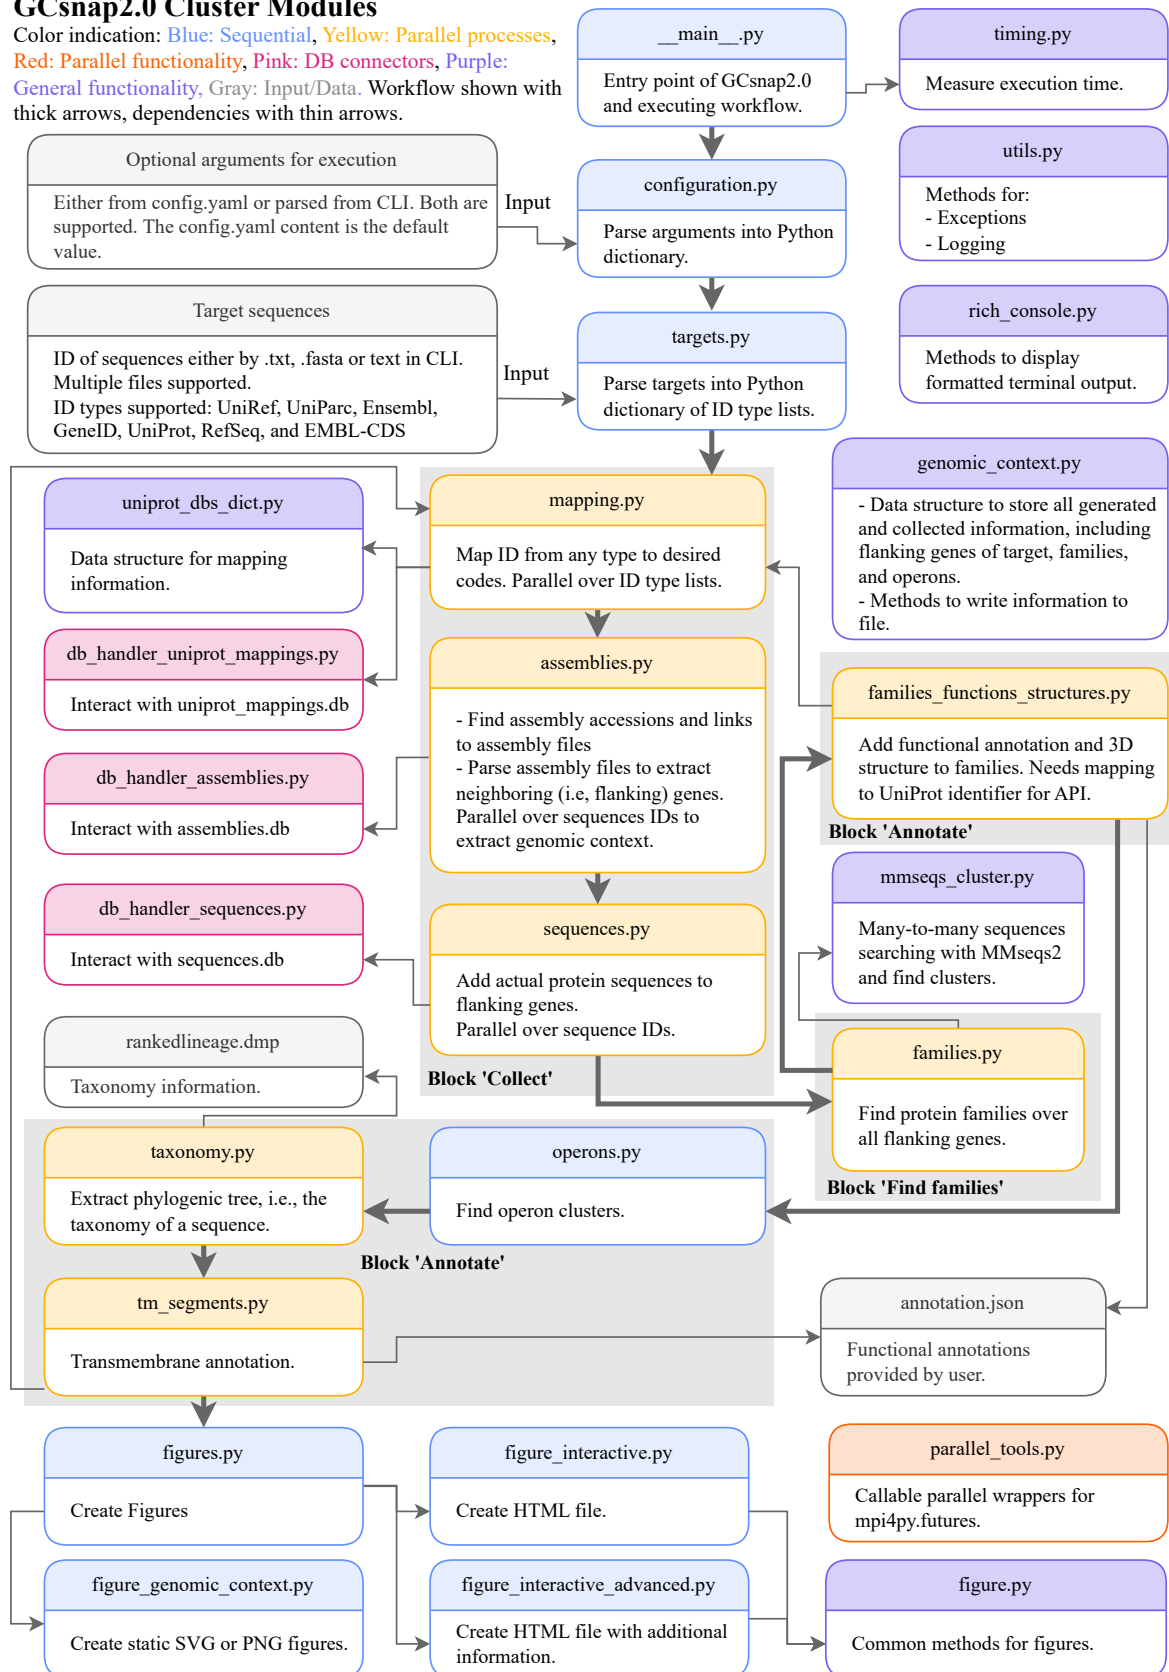 GCsnap2.0 Cluster Modules
Color indication: Blue: Sequential, Yellow: Parallel processes,
Red: Parallel functionality, Pink: DB connectors, Purple:
General functionality, Gray: Input/Data. Workflow shown with
thick arrows, dependencies with thin arrows.
__main__.py
Entry point of GCsnap2.0
and executing workflow.
timing.py
Measure execution time.
Optional arguments for execution
Either from config.yaml or parsed from CLI. Both are
supported. The config.yaml content is the default
value.
Input
configuration.py
Parse arguments into Python
dictionary.
utils.py
Methods for:
- Exceptions
- Logging
Target sequences
ID of sequences either by .txt, .fasta or text in CLI.
Multiple files supported.
ID types supported: UniRef, UniParc, Ensembl,
GeneID, UniProt, RefSeq, and EMBL-CDS
Input
targets.py
Parse targets into Python
dictionary of ID type lists.
rich_console.py
Methods to display
formatted terminal output.
uniprot_dbs_dict.py
Data structure for mapping
information.
mapping.py
Map ID from any type to desired
codes. Parallel over ID type lists.
genomic_context.py
- Data structure to store all generated
and collected information, including
flanking genes of target, families,
and operons.
- Methods to write information to
file.
db_handler_uniprot_mappings.py
Interact with uniprot_mappings.db
assemblies.py
- Find assembly accessions and links
to assembly files
- Parse assembly files to extract
neighboring (i.e, flanking) genes.
Parallel over sequences IDs to
extract genomic context.
families_functions_structures.py
Add functional annotation and 3D
structure to families. Needs mapping
to UniProt identifier for API.
Block 'Annotate'
db_handler_assemblies.py
Interact with assemblies.db
mmseqs_cluster.py
Many-to-many sequences
searching with MMseqs2
and find clusters.
db_handler_sequences.py
Interact with sequences.db
sequences.py
Add actual protein sequences to
flanking genes.
Parallel over sequence IDs.
Block 'Collect'
rankedlineage.dmp
Taxonomy information.
families.py
Find protein families over
all flanking genes.
Block 'Find families'
taxonomy.py
Extract phylogenic tree, i.e., the
taxonomy of a sequence.
operons.py
Find operon clusters.
Block 'Annotate'
tm_segments.py
Transmembrane annotation.
annotation.json
Functional annotations
provided by user.
figures.py
Create Figures
figure_interactive.py
Create HTML file.
parallel_tools.py
Callable parallel wrappers for
mpi4py.futures.
figure_genomic_context.py
Create static SVG or PNG figures.
figure_interactive_advanced.py
Create HTML file with additional
information.
figure.py
Common methods for figures.